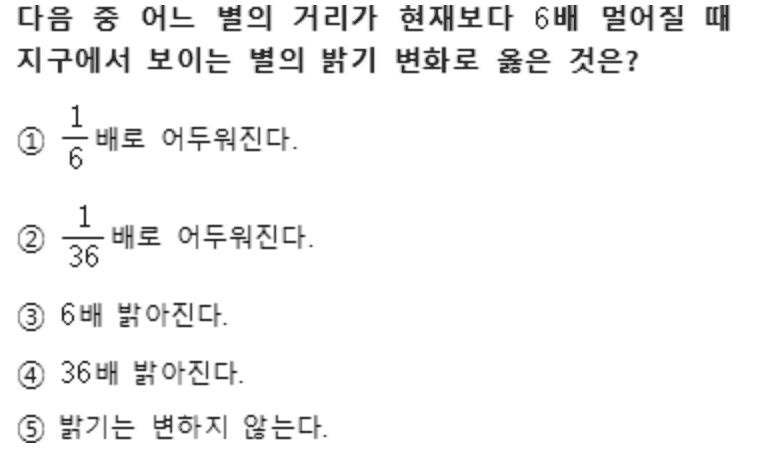 다음 중 어느 별의 거리가 현재보다 6배 멀어질 때
지구에서 보이는 별의 밝기 변화로 옳은 것은?
① 1/6배로 어두워진다.
② 1/36배로 어두워진다.
③ 6배 밝아진다.
④ 36배 밝아진다.
⑤ 밝기는 변하지 않는다.